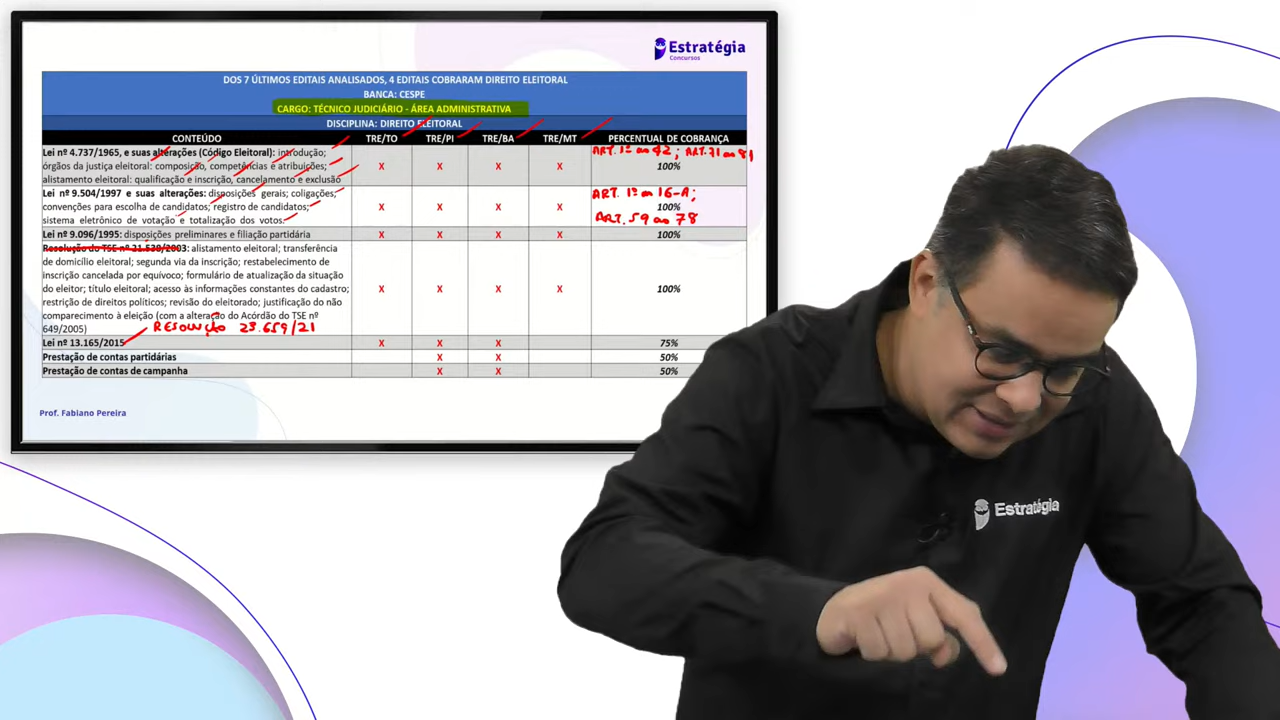 Estratégia
Concursos
DOS 7 ÚLTIMOS EDITAIS ANALISADOS, 4 EDITAIS COBRARAM DIREITO ELEITORAL
BANCA: CESPE
CARGO: TÉCNICO JUDICIÁRIO - ÁREA ADMINISTRATIVA
DISCIPLINA: DIREITO ELEITORAL
CONTEÚDO TRE/TO TRE/PI TRE/BA TRE/MT PERCENTUAL DE COBRANÇA
Lei nº 4.737/1965, e suas alterações (Código Eleitoral): introdução; ART. 1º ao 42; ART. 71 ao 81
órgãos da justiça eleitoral: composição, competências e atribuições; X X X X 100%
alistamento eleitoral: qualificação e inscrição, cancelamento e exclusão
Lei nº 9.504/1997 e suas alterações: disposições gerais; coligações; ART. 1º ao 16-A;
convenções para escolha de candidatos; registro de candidatos; X X X X 100%
sistema eletrônico de votação e totalização dos votos. ART. 59 ao 78
Lei nº 9.096/1995: disposições preliminares e filiação partidária X X X X 100%
Resolução do TSE nº 21.538/2003: alistamento eleitoral; transferência
de domicílio eleitoral; segunda via da inscrição; restabelecimento de
inscrição cancelada por equívoco; formulário de atualização da situação
do eleitor; título eleitoral; acesso às informações constantes do cadastro; X X X X 100%
restrição de direitos políticos; revisão do eleitorado; justificação do não
comparecimento à eleição (com a alteração do Acórdão do TSE nº
649/2005) RESOLUÇÃO 23.659/21
Lei nº 13.165/2015 X X X 75%
Prestação de contas partidárias X X 50%
Prestação de contas de campanha X X 50%
Prof. Fabiano Pereira
Estratégia